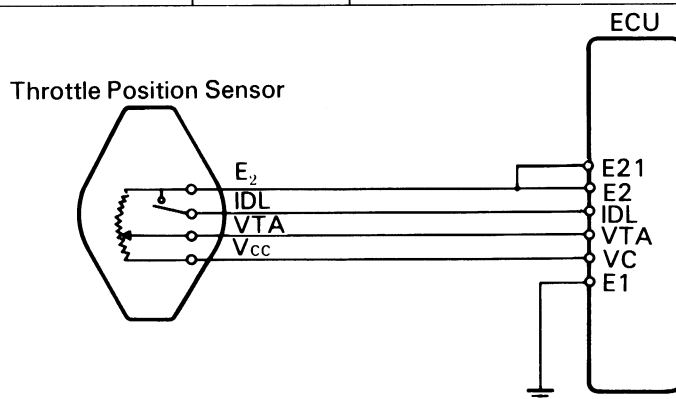 ECU
Throttle Position Sensor
E₂
IDL
VTA
Vcc
E21
E2
IDL
VTA
VC
E1